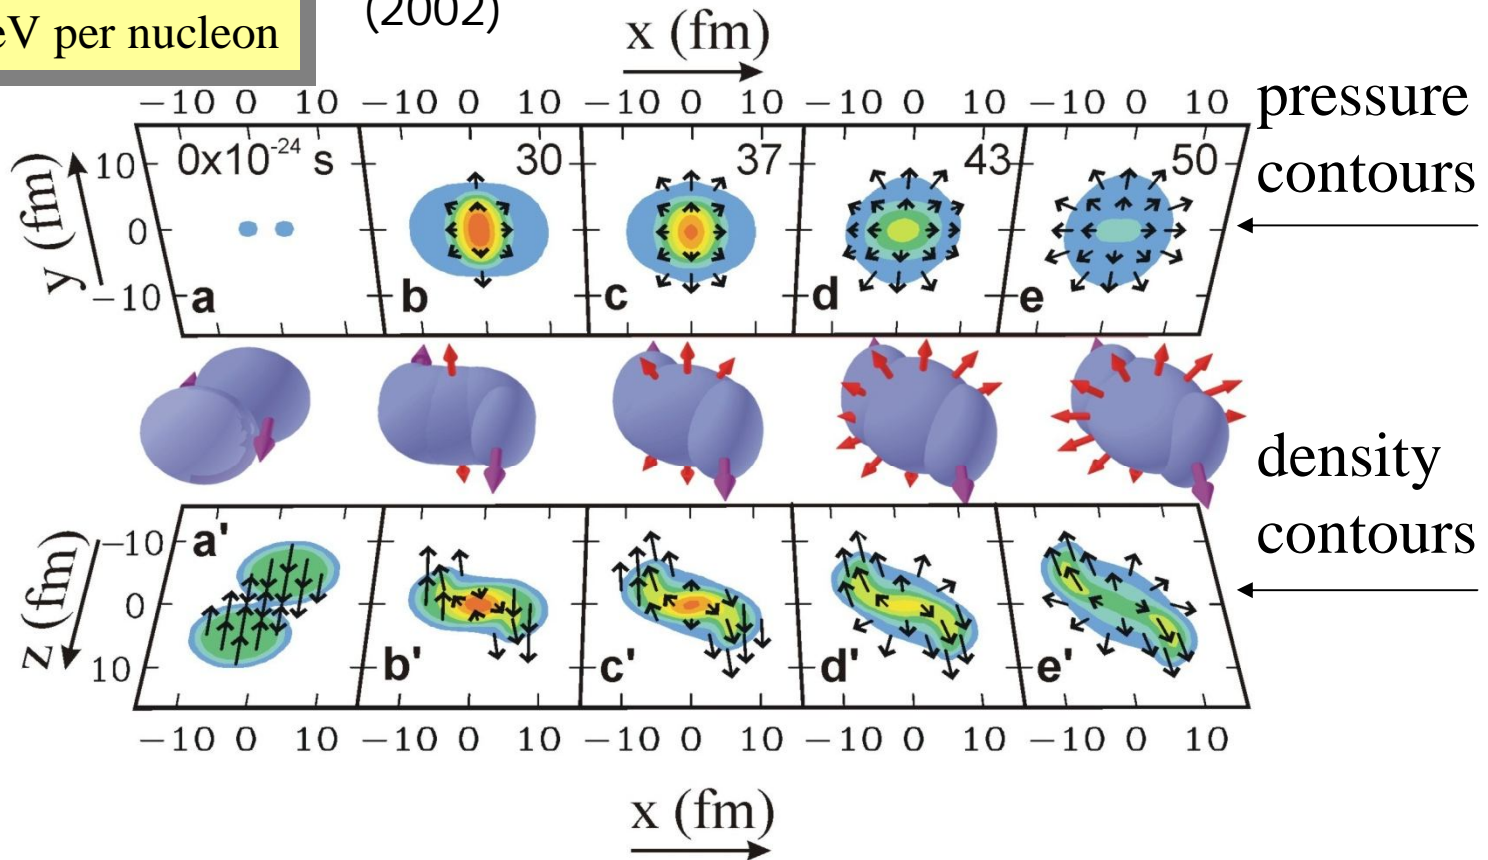 eV per nucleon
(2002)
x (fm)
−10 0 10 −10 0 10 −10 0 10 −10 0 10 −10 0 10
pressure
contours
y (fm)
10
0
−10
0x10-24 s
30
37
43
50
a
b
c
d
e
density
contours
z (fm)
−10
0
10
a'
b'
c'
d'
e'
−10 0 10 −10 0 10 −10 0 10 −10 0 10 −10 0 10
x (fm)